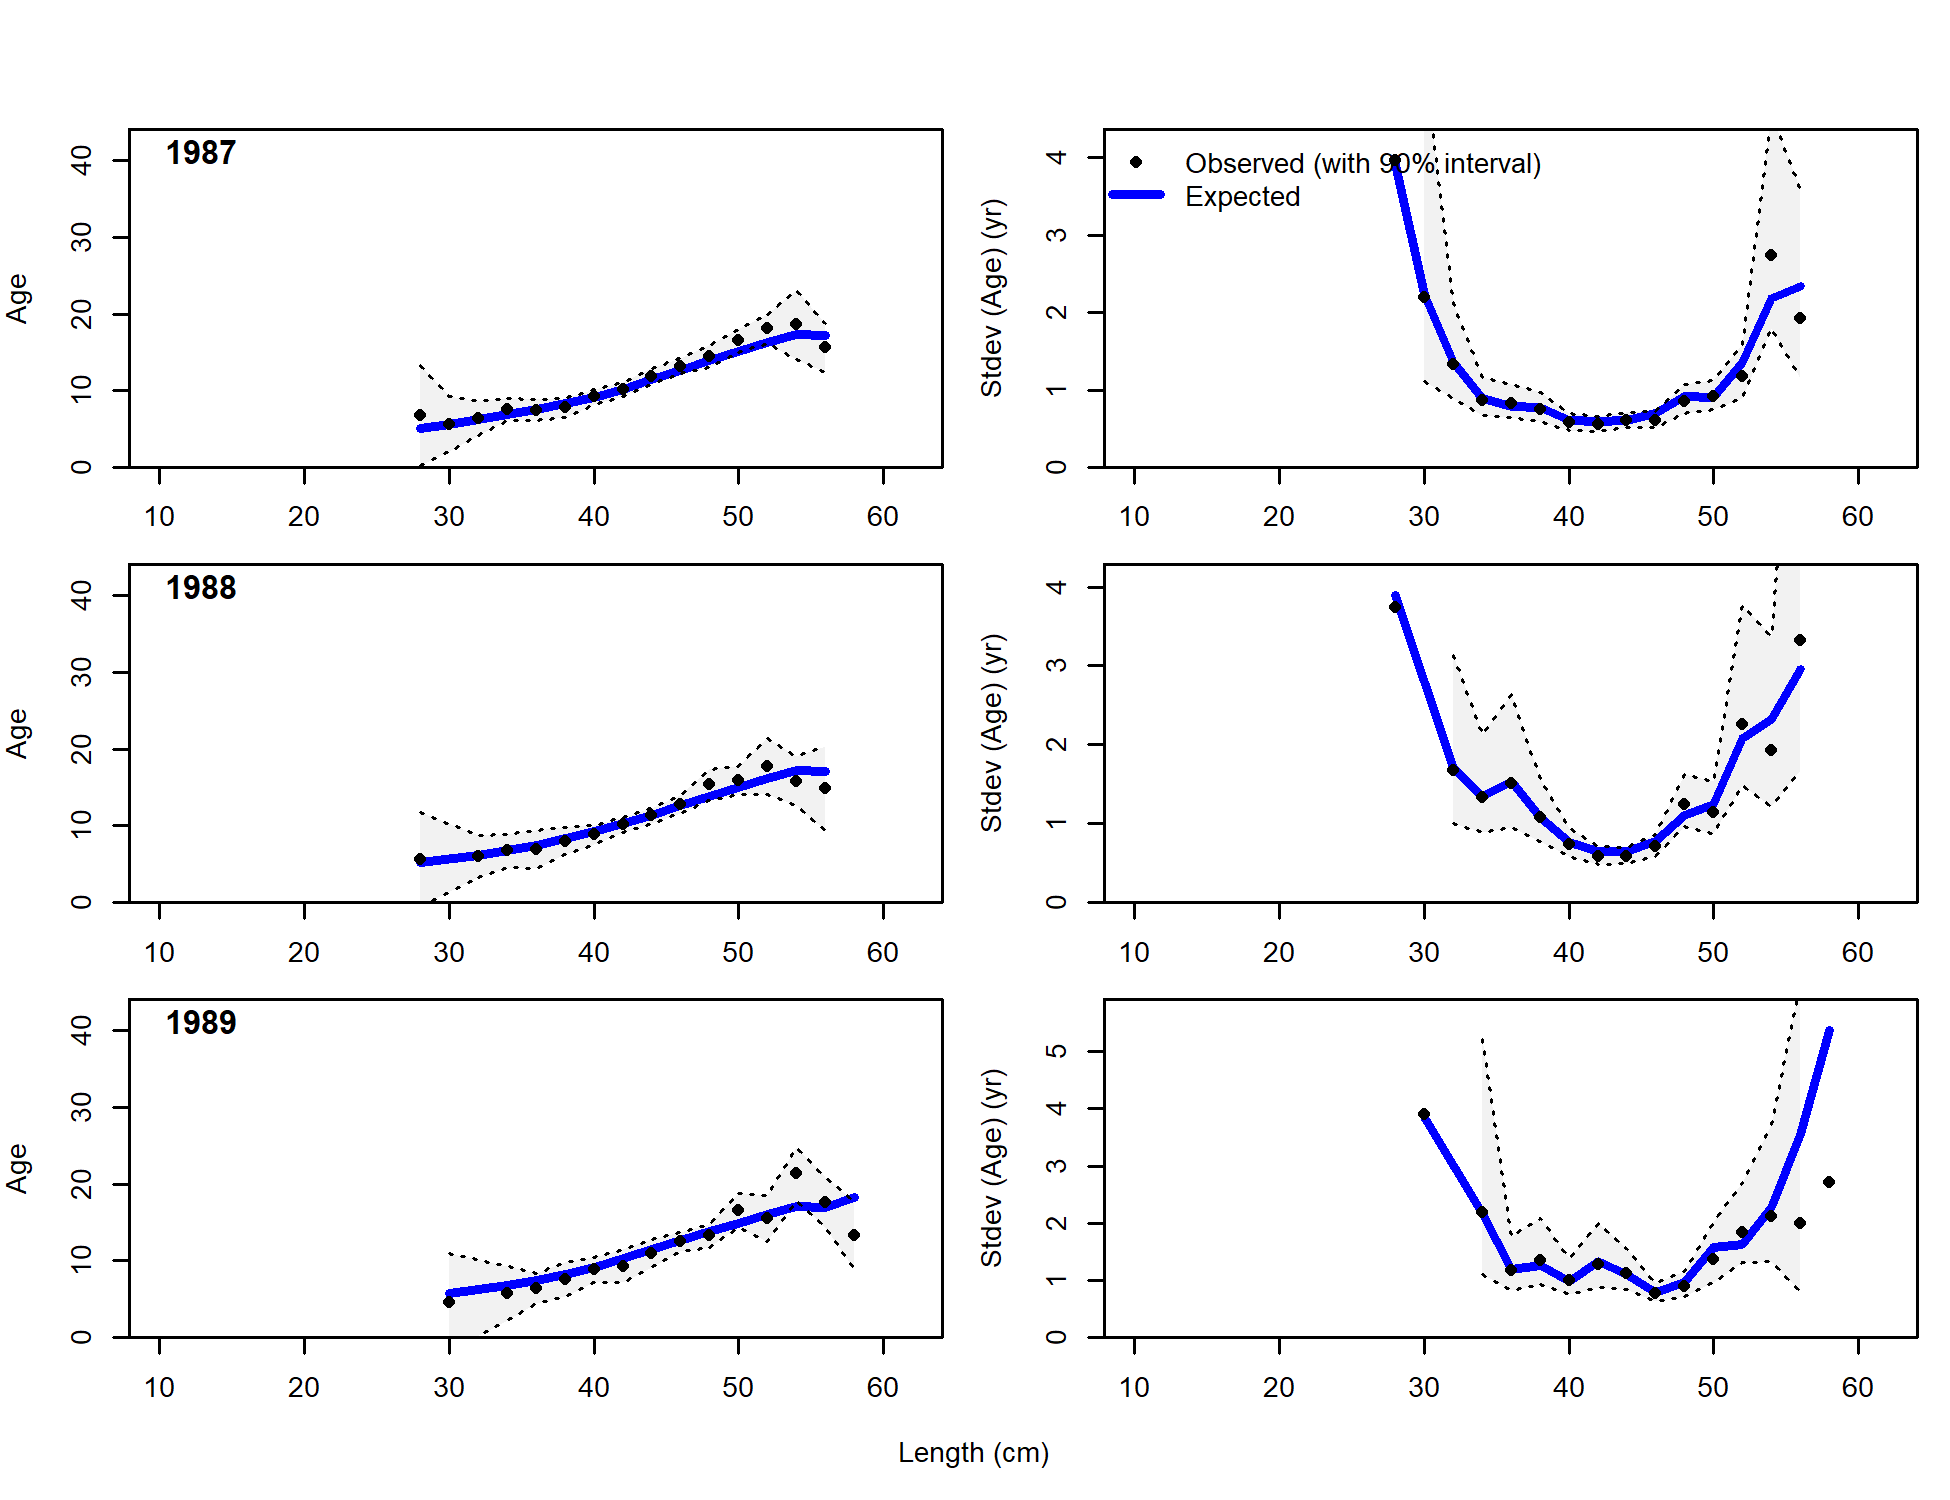 1987
Age
0 10 20 30 40
10 20 30 40 50 60
Observed (with 90% interval)
Expected
Stdev (Age) (yr)
0 1 2 3 4
10 20 30 40 50 60
1988
Age
0 10 20 30 40
10 20 30 40 50 60
Stdev (Age) (yr)
0 1 2 3 4
10 20 30 40 50 60
1989
Age
0 10 20 30 40
10 20 30 40 50 60
Stdev (Age) (yr)
0 1 2 3 4 5
10 20 30 40 50 60
Length (cm)